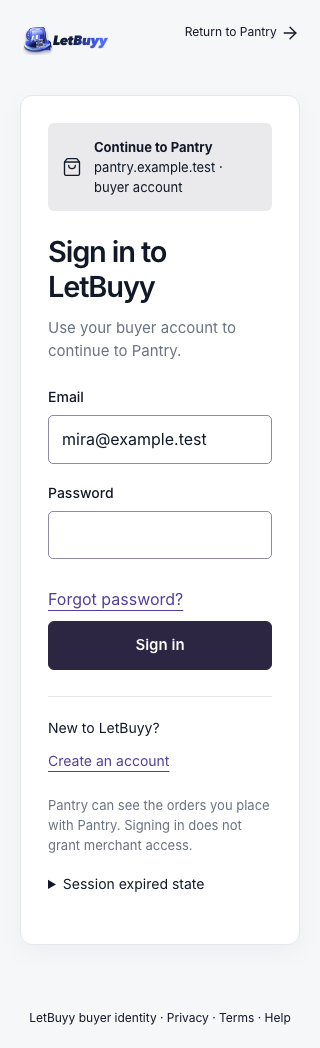 LetBuyy
Return to Pantry
Continue to Pantry
pantry.example.test ·
buyer account
Sign in to
LetBuyy
Use your buyer account to
continue to Pantry.
Email
mira@example.test
Password
Forgot password?
Sign in
New to LetBuyy?
Create an account
Pantry can see the orders you place
with Pantry. Signing in does not
grant merchant access.
Session expired state
LetBuyy buyer identity · Privacy · Terms · Help